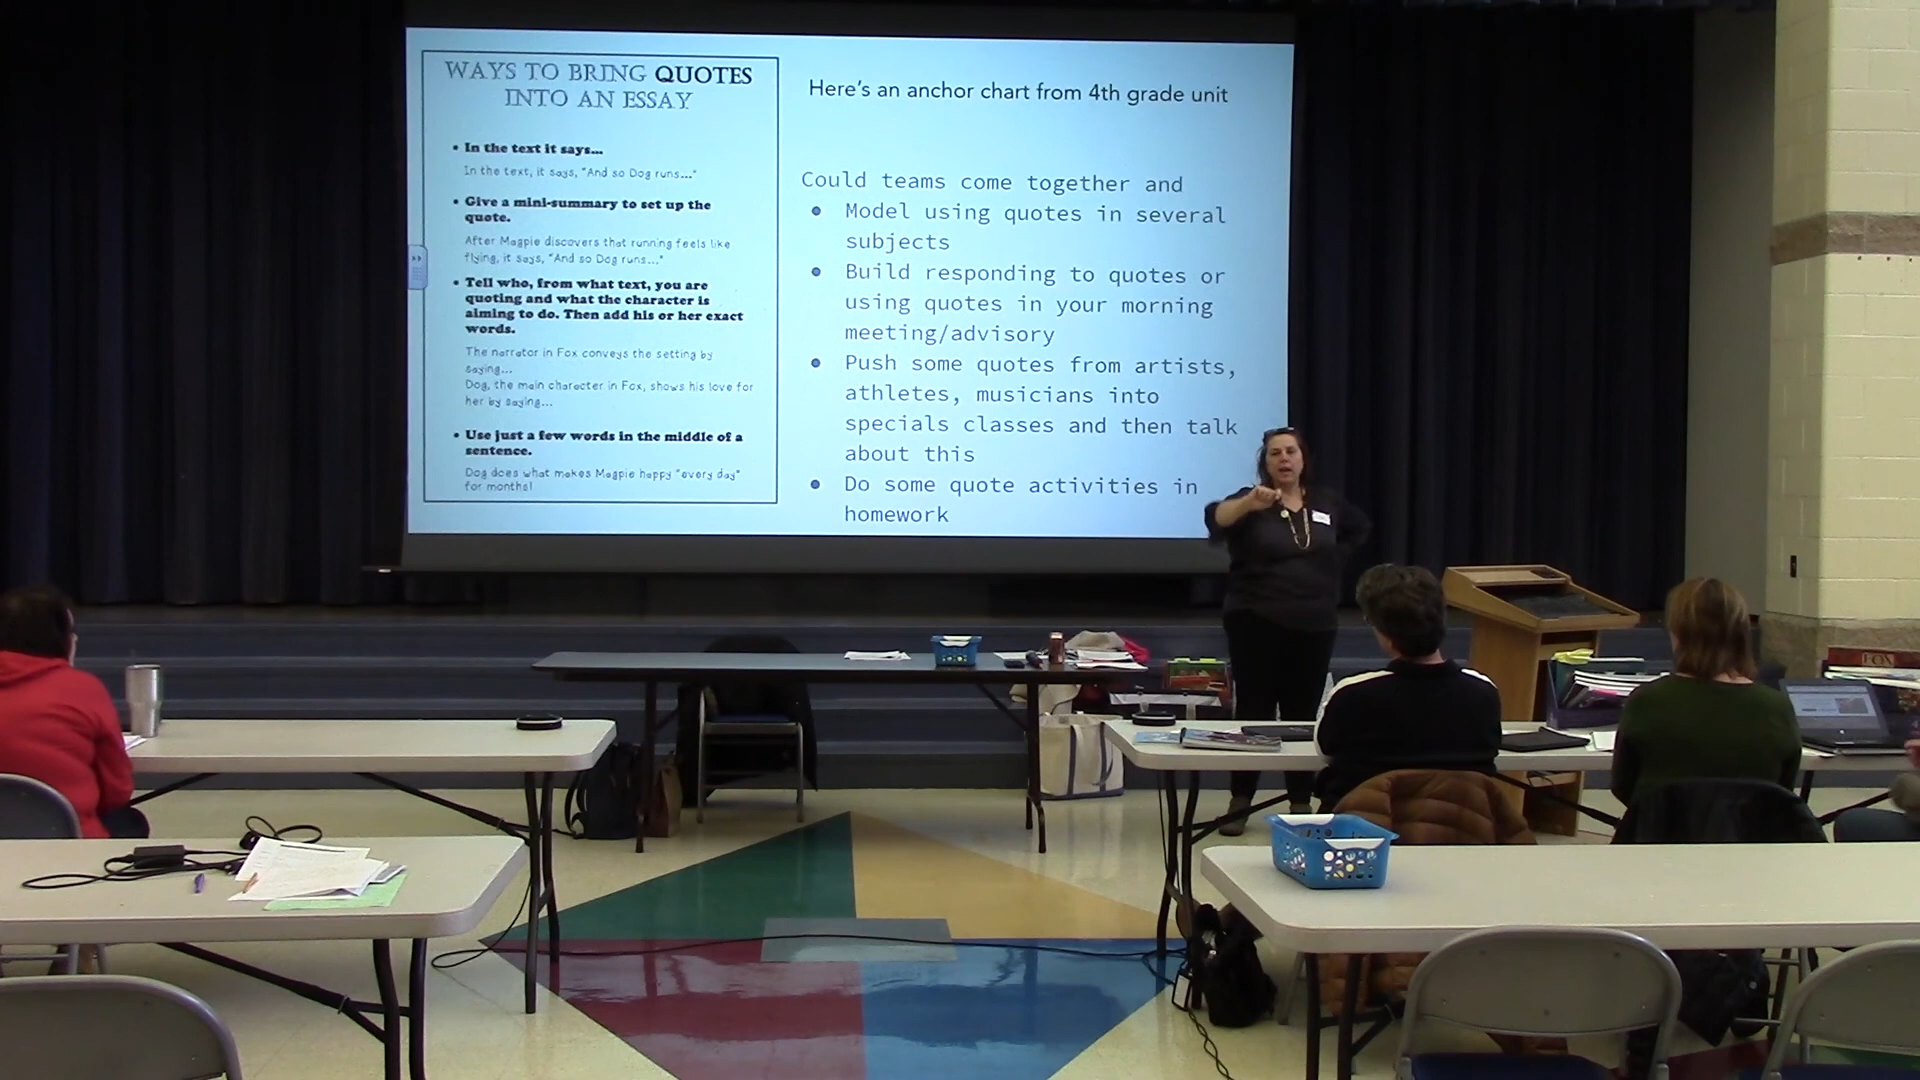 WAYS TO BRING QUOTES
INTO AN ESSAY
• In the text it says...
In the text, it says, "And so Dog runs..."
• Give a mini-summary to set up the
quote.
After Magpie discovers that running feels like
flying, it says, "And so Dog runs..."
• Tell who, from what text, you are
quoting and what the character is
aiming to do. Then add his or her exact
words.
The narrator in Fox conveys the setting by
saying...
Dog, the main character in Fox, shows his love for
her by saying...
• Use just a few words in the middle of a
sentence.
Dog does what makes Magpie happy "every day"
for months!
Here's an anchor chart from 4th grade unit
Could teams come together and
● Model using quotes in several
subjects
● Build responding to quotes or
using quotes in your morning
meeting/advisory
● Push some quotes from artists,
athletes, musicians into
specials classes and then talk
about this
● Do some quote activities in
homework
FOX